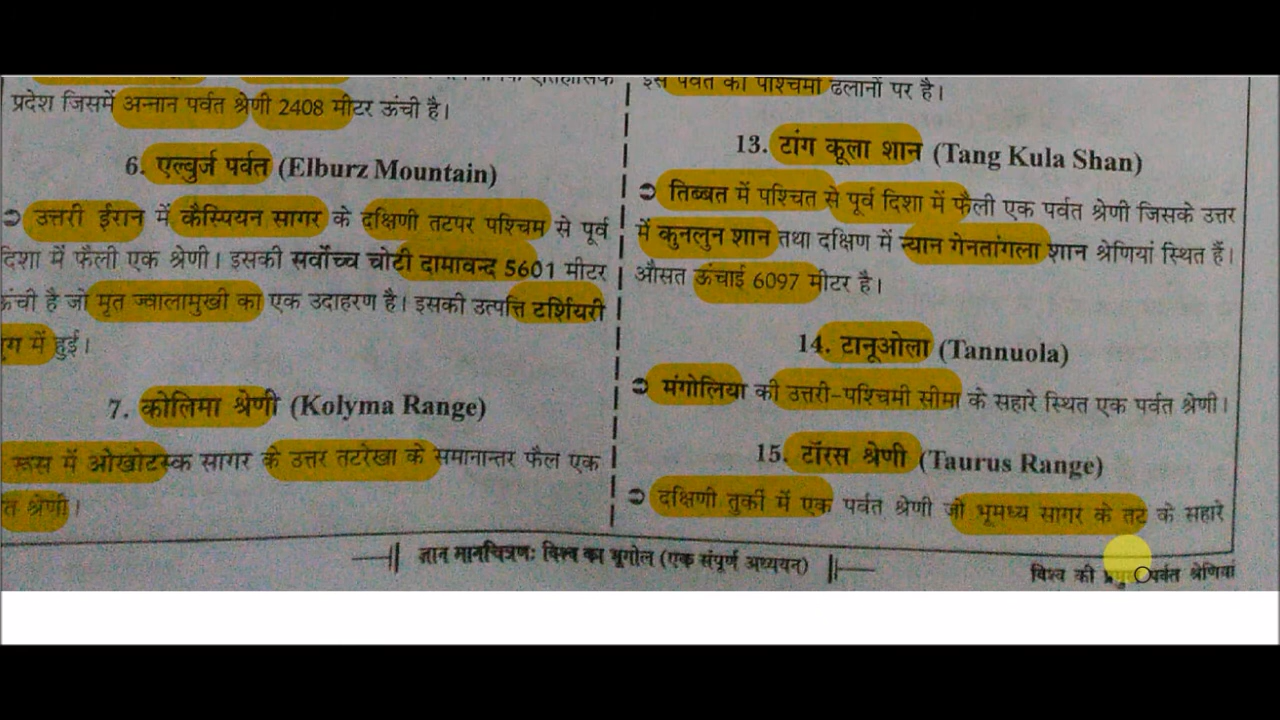 प्रदेश जिसमें अन्नान पर्वत श्रेणी 2408 मीटर ऊंची है।
6. एल्बुर्ज पर्वत (Elburz Mountain)
➲ उत्तरी ईरान में कैस्पियन सागर के दक्षिणी तटपर पश्चिम से पूर्व
दिशा में फैली एक श्रेणी। इसकी सर्वोच्च चोटी दामावन्द 5601 मीटर
ऊंची है जो मृत ज्वालामुखी का एक उदाहरण है। इसकी उत्पत्ति टर्शियरी
में हुई।
7. कोलिमा श्रेणी (Kolyma Range)
रूस में ओखोटस्क सागर के उत्तर तटरेखा के समानान्तर फैल एक
श्रेणी।
इस पर्वत की पश्चिमी ढलानों पर है।
13. टांग कूला शान (Tang Kula Shan)
➲ तिब्बत में पश्चित से पूर्व दिशा में फैली एक पर्वत श्रेणी जिसके उत्तर
में कुनलुन शान तथा दक्षिण में न्यान गेनतांगला शान श्रेणियां स्थित हैं।
औसत ऊंचाई 6097 मीटर है।
14. टानूओला (Tannuola)
➲ मंगोलिया की उत्तरी-पश्चिमी सीमा के सहारे स्थित एक पर्वत श्रेणी।
15. टॉरस श्रेणी (Taurus Range)
➲ दक्षिणी तुर्की में एक पर्वत श्रेणी जो भूमध्य सागर के तट के सहारे
ज्ञान मानचित्रण: विश्व का भूगोल (एक संपूर्ण अध्ययन)
विश्व की पर्वत श्रेणियां